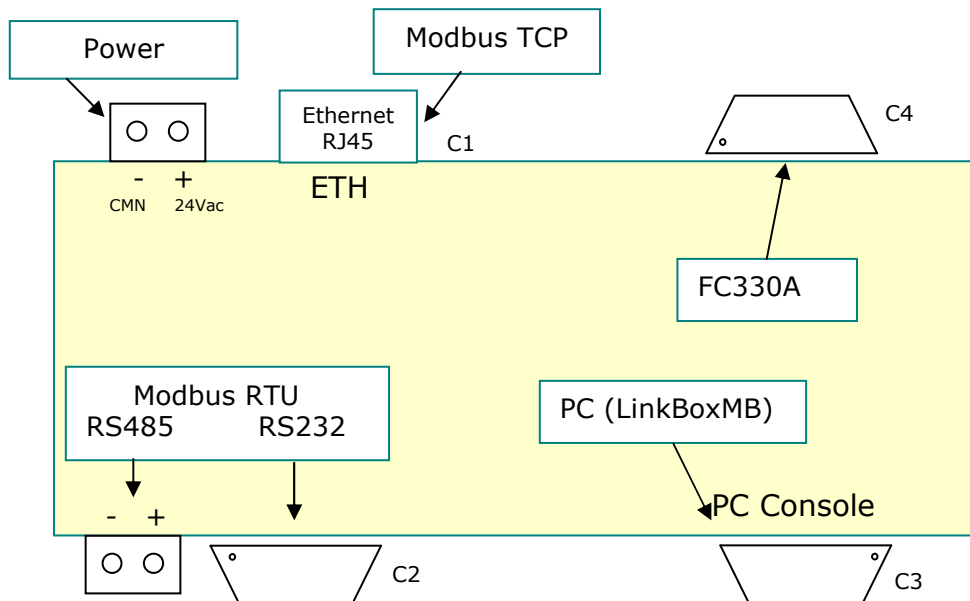 Power
Modbus TCP
Ethernet
RJ45
C1
C4
- +
CMN 24Vac
ETH
FC330A
Modbus RTU
RS485 RS232
PC (LinkBoxMB)
- +
PC Console
C2
C3